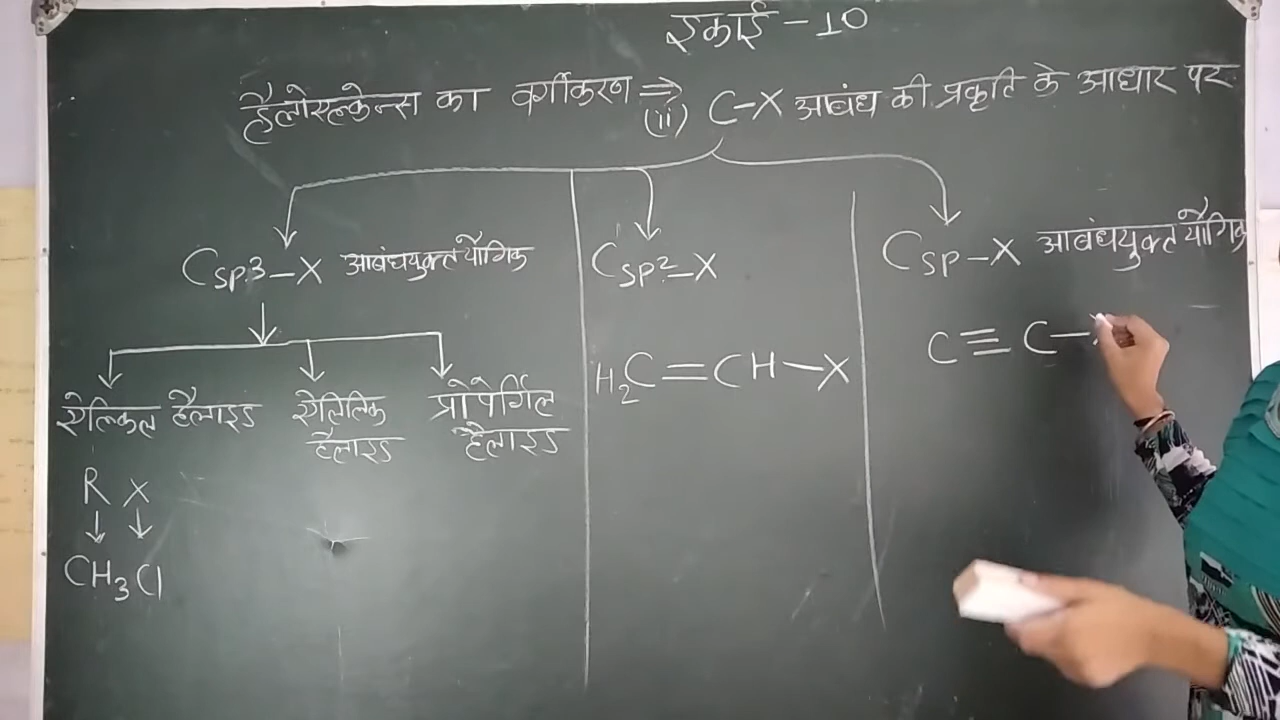 इकाई - 10
हैलोएल्केन्स का वर्गीकरण ⇒ (ii) C-X आबंध की प्रकृति के आधार पर
Csp³-X आबंधयुक्त यौगिक
Csp²-X
Csp-X आबंधयुक्त यौगिक
H₂C=CH-X
C≡C-
ऐल्किल हैलाइड
ऐलिलिक हैलाइड
प्रोपेर्गिल हैलाइड
R X
↓ ↓
CH₃Cl